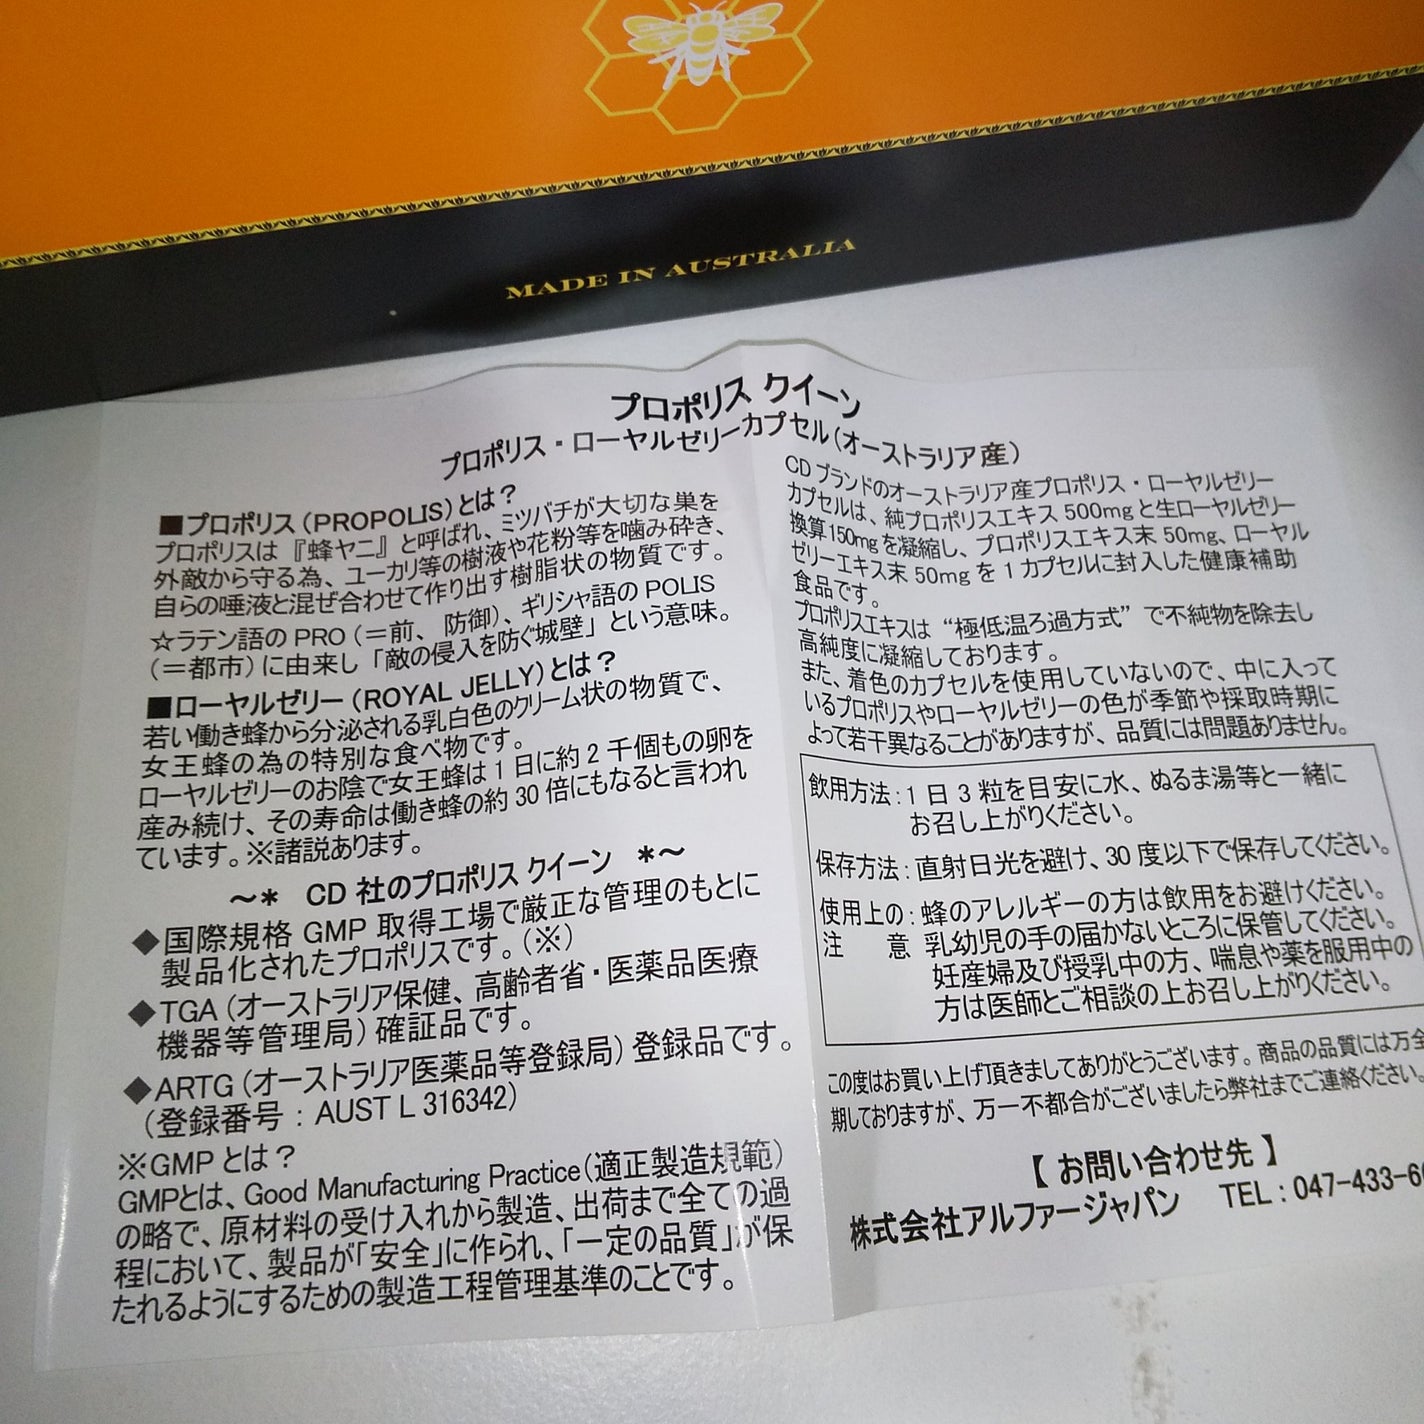 MADE IN AUSTRALIA
プロポリス クイーン
プロポリス・ローヤルゼリーカプセル(オーストラリア産)
■プロポリス(PROPOLIS)とは？
プロポリスは『蜂ヤニ』と呼ばれ、ミツバチが大切な巣を
外敵から守る為、ユーカリ等の樹液や花粉等を噛み砕き、
自らの唾液と混ぜ合わせて作り出す樹脂状の物質です。
☆ラテン語の PRO(＝前、 防御)、ギリシャ語の POLIS
(＝都市)に由来し「敵の侵入を防ぐ城壁」という意味。
■ローヤルゼリー(ROYAL JELLY)とは？
若い働き蜂から分泌される乳白色のクリーム状の物質で、
女王蜂の為の特別な食べ物です。
ローヤルゼリーのお陰で女王蜂は 1 日に約 2 千個もの卵を
産み続け、その寿命は働き蜂の約 30 倍にもなると言われ
ています。※諸説あります。
～* CD 社のプロポリス クイーン *～
◆国際規格 GMP 取得工場で厳正な管理のもとに
製品化されたプロポリスです。(※)
◆TGA(オーストラリア保健、高齢者省・医薬品医療
機器等管理局)確証品です。
◆ARTG(オーストラリア医薬品等登録局)登録品です。
(登録番号：AUST L 316342)
※GMP とは？
GMPとは、Good Manufacturing Practice(適正製造規範)
の略で、原材料の受け入れから製造、出荷まで全ての過
程において、製品が「安全」に作られ、「一定の品質」が保
たれるようにするための製造工程管理基準のことです。
CD ブランドのオーストラリア産プロポリス・ローヤルゼリー
カプセルは、純プロポリスエキス 500mg と生ローヤルゼリー
換算 150mg を凝縮し、プロポリスエキス末 50mg、ローヤル
ゼリーエキス末 50mg を 1 カプセルに封入した健康補助
食品です。
プロポリスエキスは“極低温ろ過方式”で不純物を除去し
高純度に凝縮しております。
また、着色のカプセルを使用していないので、中に入って
いるプロポリスやローヤルゼリーの色が季節や採取時期に
よって若干異なることがありますが、品質には問題ありません。
飲用方法：1 日 3 粒を目安に水、ぬるま湯等と一緒に
お召し上がりください。
保存方法：直射日光を避け、30 度以下で保存してください。
使用上の：蜂のアレルギーの方は飲用をお避けください。
注 意 乳幼児の手の届かないところに保管してください。
妊産婦及び授乳中の方、喘息や薬を服用中の
方は医師とご相談の上お召し上がりください。
この度はお買い上げ頂きましてありがとうございます。商品の品質には万全
期しておりますが、万一不都合がございましたら弊社までご連絡ください。
【 お問い合わせ先 】
株式会社アルファージャパン TEL：047-433-6